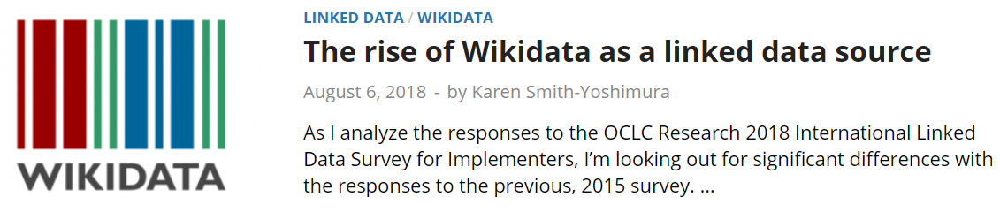 WIKIDATA
LINKED DATA / WIKIDATA
The rise of Wikidata as a linked data source
August 6, 2018 - by Karen Smith-Yoshimura
As I analyze the responses to the OCLC Research 2018 International Linked
Data Survey for Implementers, I’m looking out for significant differences with
the responses to the previous, 2015 survey. ...